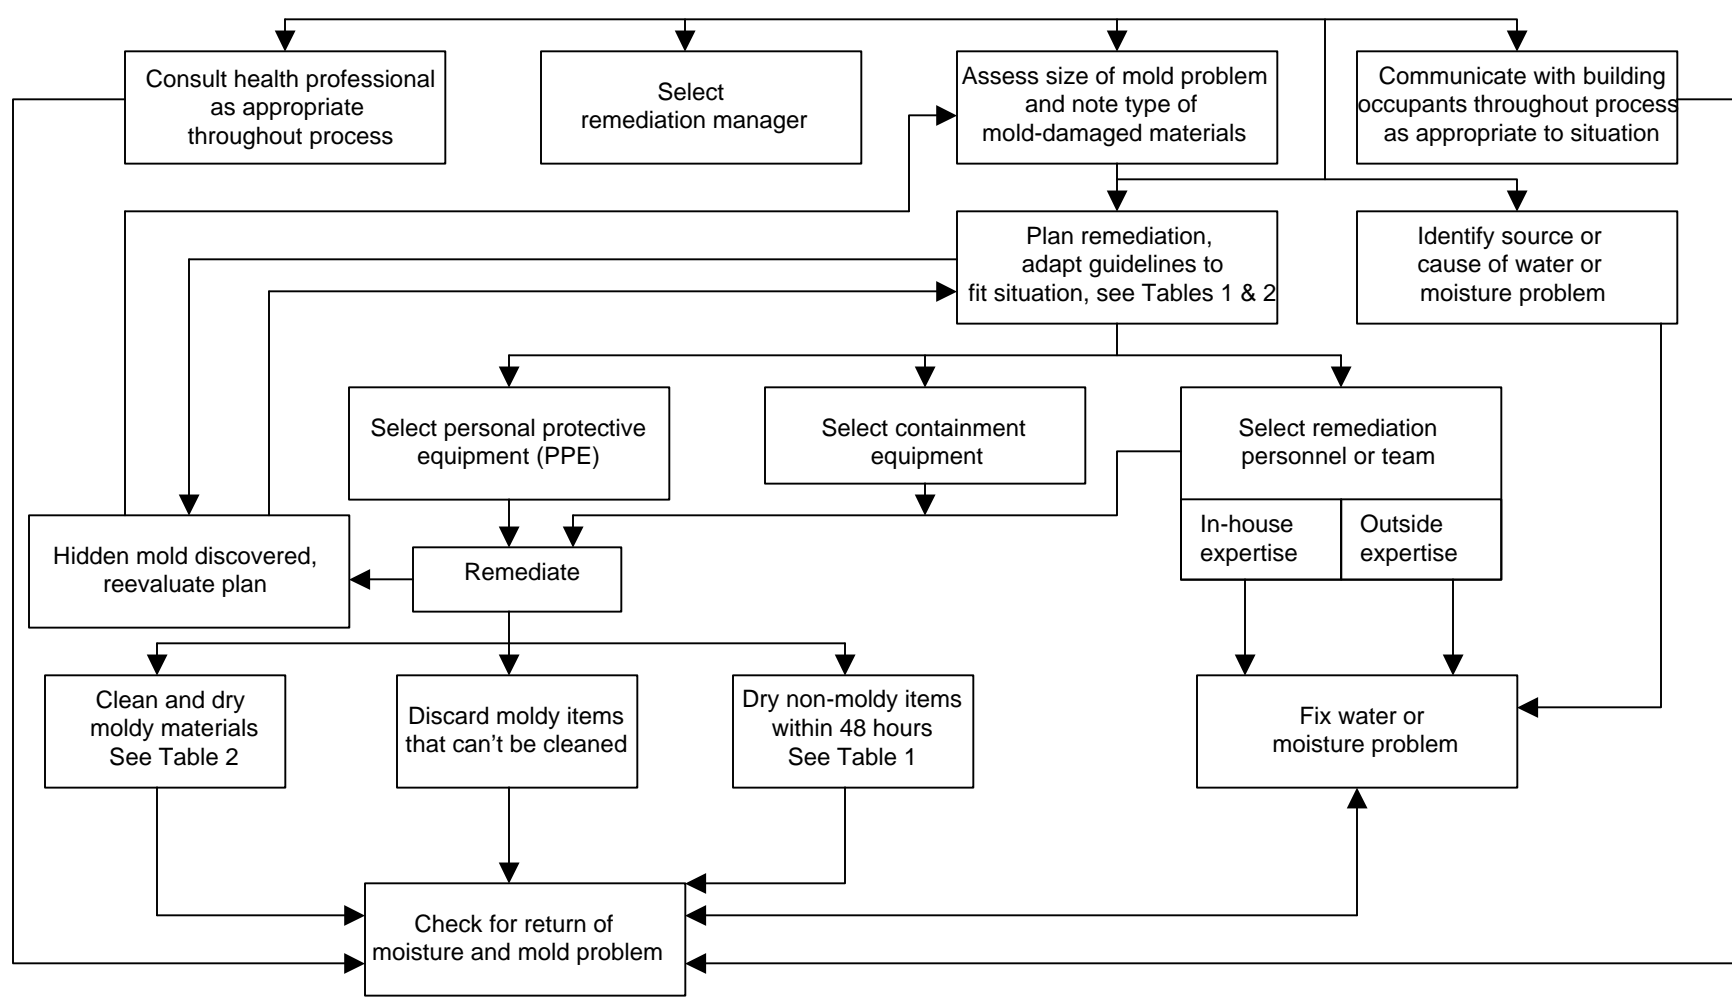 Consult health professional
as appropriate
throughout process
Select
remediation manager
Assess size of mold problem
and note type of
mold-damaged materials
Communicate with building
occupants throughout process
as appropriate to situation
Plan remediation,
adapt guidelines to
fit situation, see Tables 1 & 2
Identify source or
cause of water or
moisture problem
Select personal protective
equipment (PPE)
Select containment
equipment
Select remediation
personnel or team
In-house
expertise
Outside
expertise
Hidden mold discovered,
reevaluate plan
Remediate
Clean and dry
moldy materials
See Table 2
Discard moldy items
that can’t be cleaned
Dry non-moldy items
within 48 hours
See Table 1
Fix water or
moisture problem
Check for return of
moisture and mold problem